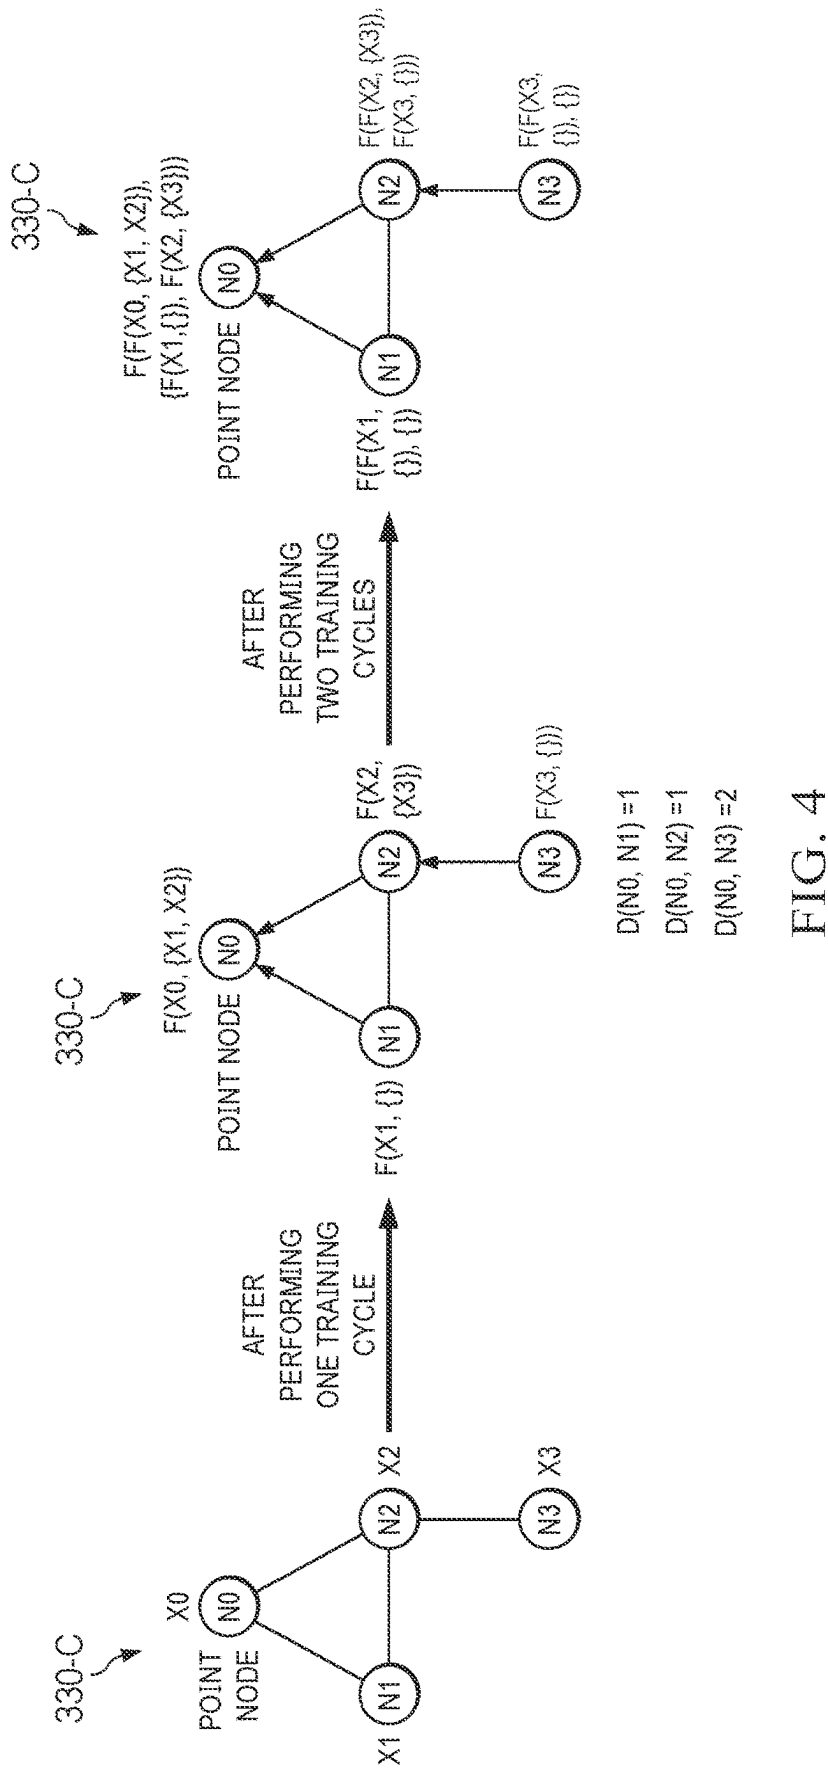 330-C
X0
N0
POINT
NODE
N1
X1
N2
X2
N3
X3
AFTER
PERFORMING
ONE TRAINING
CYCLE
330-C
F(X0, {X1, X2})
N0
POINT NODE
N1
F(X1, {})
N2
F(X2,
{X3})
N3
F(X3, {}))
D(N0, N1) =1
D(N0, N2) =1
D(N0, N3) =2
AFTER
PERFORMING
TWO TRAINING
CYCLES
330-C
F(F(X0, {X1, X2}),
{F(X1,{}), F(X2, {X3}))
N0
POINT NODE
N1
F(F(X1,
{}), {})
N2
F(F(X2, {X3}),
F(X3, {}))
N3
F(F(X3,
{}), {})
FIG. 4